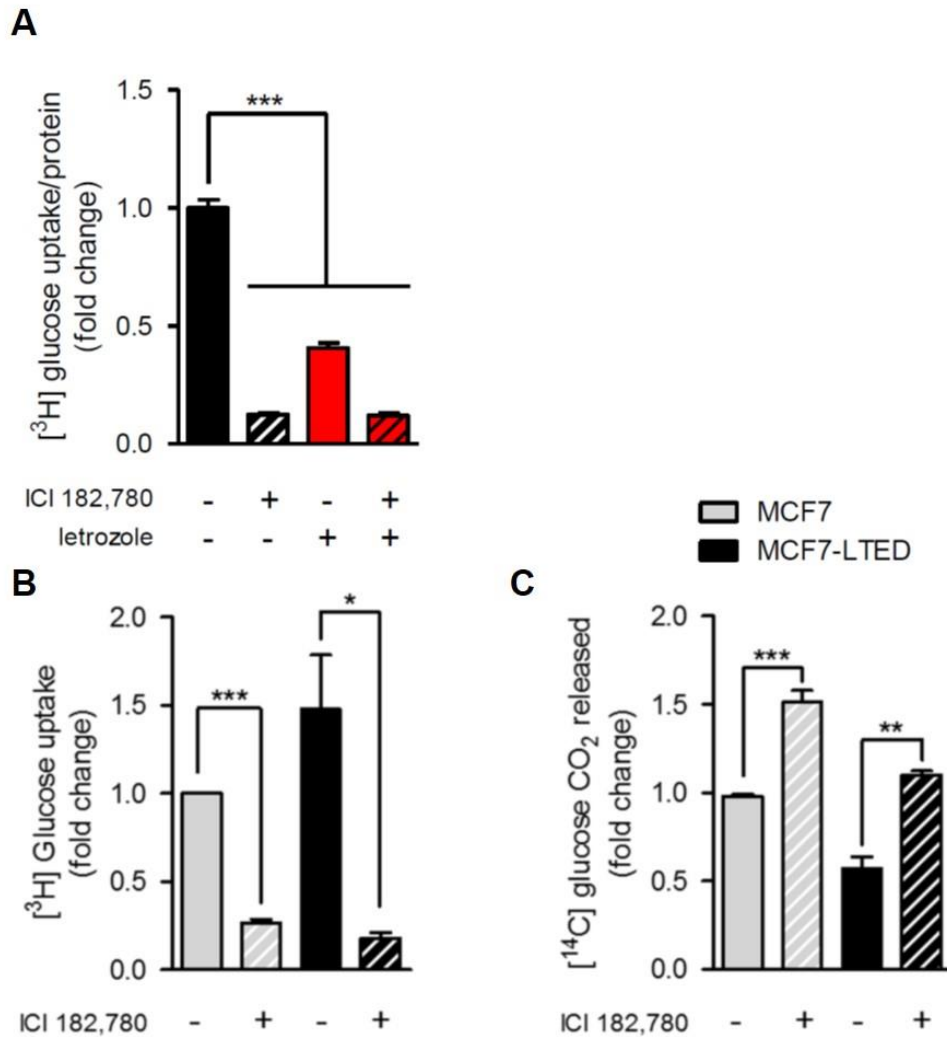 A
[³H] glucose uptake/protein
(fold change)
1.5
1.0
0.5
0.0
***
ICI 182,780 - + - +
letrozole - - + +
MCF7
MCF7-LTED
B
[³H] Glucose uptake
(fold change)
2.0
1.5
1.0
0.5
0.0
***
*
ICI 182,780 - + - +
C
[¹⁴C] glucose CO₂ released
(fold change)
2.0
1.5
1.0
0.5
0.0
***
**
ICI 182,780 - + - +